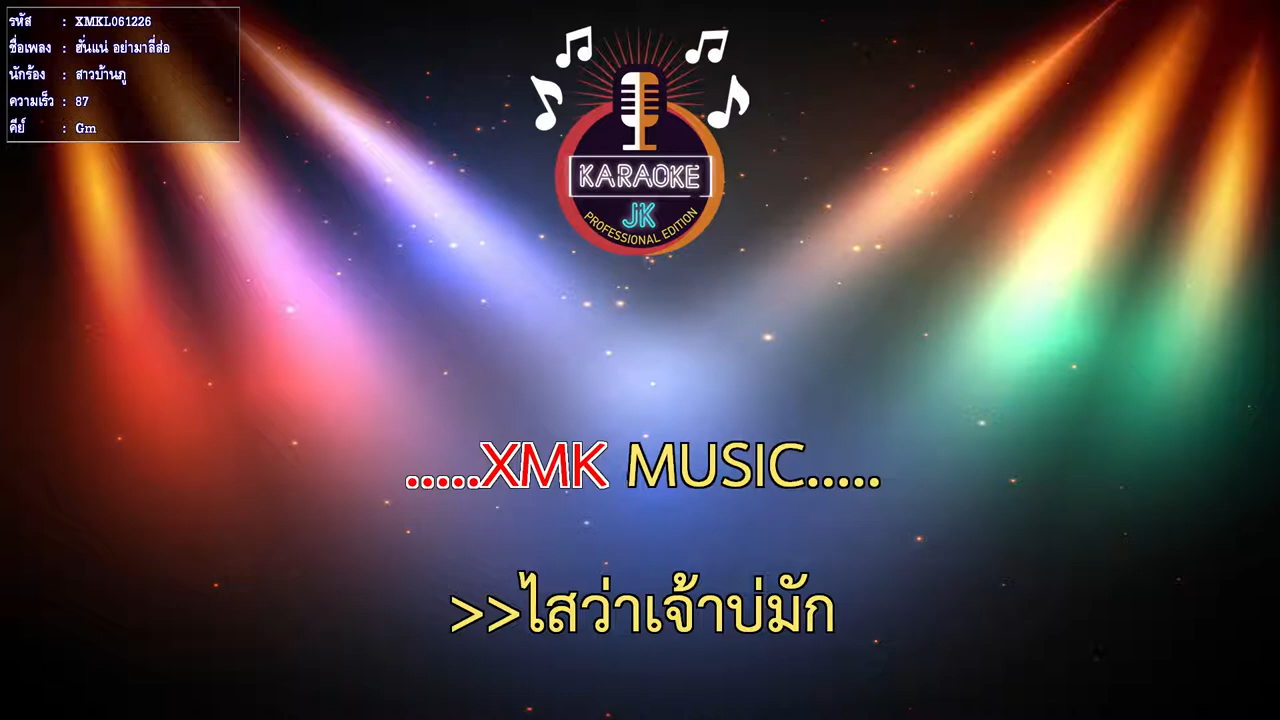 รหัส : XMKL061226
ชื่อเพลง : ฮั่นแน่ อย่ามาลี่ส่อ
นักร้อง : สาวบ้านภู
ความเร็ว : 87
คีย์ : Gm
KARAOKE
JK
PROFESSIONAL EDITION
.....XMK MUSIC.....
>>ไสว่าเจ้าบ่มัก